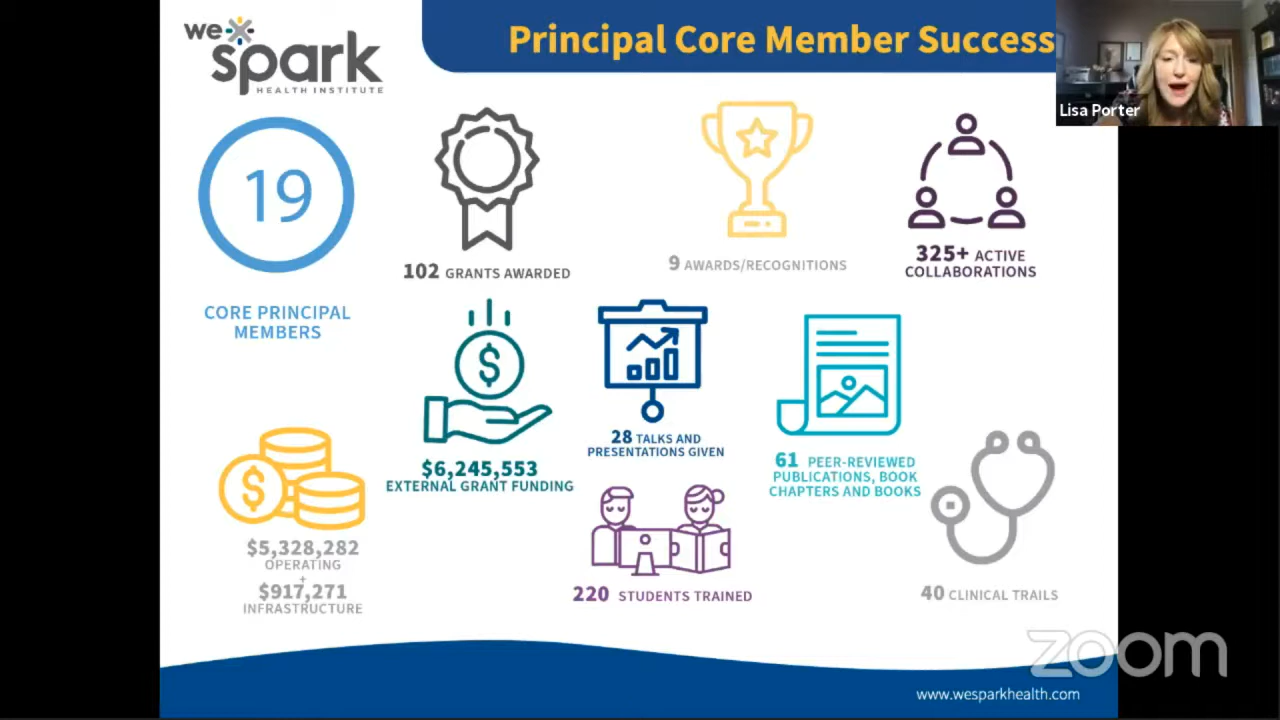 we
spark
HEALTH INSTITUTE
Principal Core Member Success
Lisa Porter
19
CORE PRINCIPAL
MEMBERS
102 GRANTS AWARDED
9 AWARDS/RECOGNITIONS
325+ ACTIVE
COLLABORATIONS
$
$6,245,553
EXTERNAL GRANT FUNDING
28 TALKS AND
PRESENTATIONS GIVEN
61 PEER-REVIEWED
PUBLICATIONS, BOOK
CHAPTERS AND BOOKS
$
$5,328,282
OPERATING
+
$917,271
INFRASTRUCTURE
220 STUDENTS TRAINED
40 CLINICAL TRAILS
zoom
www.wesparkhealth.com